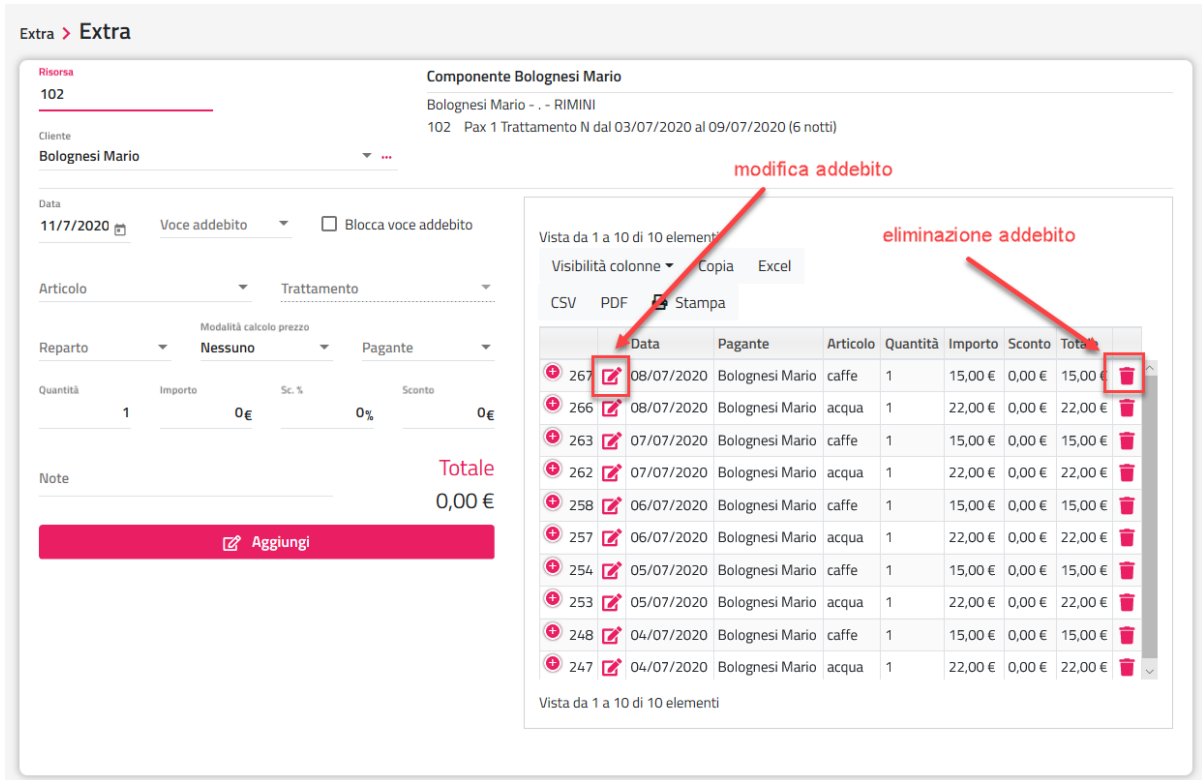 Extra > Extra
Risorsa
102
Cliente
Bolognesi Mario ...
Componente Bolognesi Mario
Bolognesi Mario - . - RIMINI
102 Pax 1 Trattamento N dal 03/07/2020 al 09/07/2020 (6 notti)
modifica addebito
eliminazione addebito
Data
11/7/2020 Voce addebito Blocca voce addebito
Articolo Trattamento
Modalità calcolo prezzo
Reparto Nessuno Pagante
Quantità Importo Sc. % Sconto
1 0€ 0% 0€
Note
Totale
0,00 €
Aggiungi
Vista da 1 a 10 di 10 elementi
Visibilità colonne Copia Excel
CSV PDF Stampa
Data Pagante Articolo Quantità Importo Sconto Totale
267 08/07/2020 Bolognesi Mario caffe 1 15,00 € 0,00 € 15,00 €
266 08/07/2020 Bolognesi Mario acqua 1 22,00 € 0,00 € 22,00 €
263 07/07/2020 Bolognesi Mario caffe 1 15,00 € 0,00 € 15,00 €
262 07/07/2020 Bolognesi Mario acqua 1 22,00 € 0,00 € 22,00 €
258 06/07/2020 Bolognesi Mario caffe 1 15,00 € 0,00 € 15,00 €
257 06/07/2020 Bolognesi Mario acqua 1 22,00 € 0,00 € 22,00 €
254 05/07/2020 Bolognesi Mario caffe 1 15,00 € 0,00 € 15,00 €
253 05/07/2020 Bolognesi Mario acqua 1 22,00 € 0,00 € 22,00 €
248 04/07/2020 Bolognesi Mario caffe 1 15,00 € 0,00 € 15,00 €
247 04/07/2020 Bolognesi Mario acqua 1 22,00 € 0,00 € 22,00 €
Vista da 1 a 10 di 10 elementi